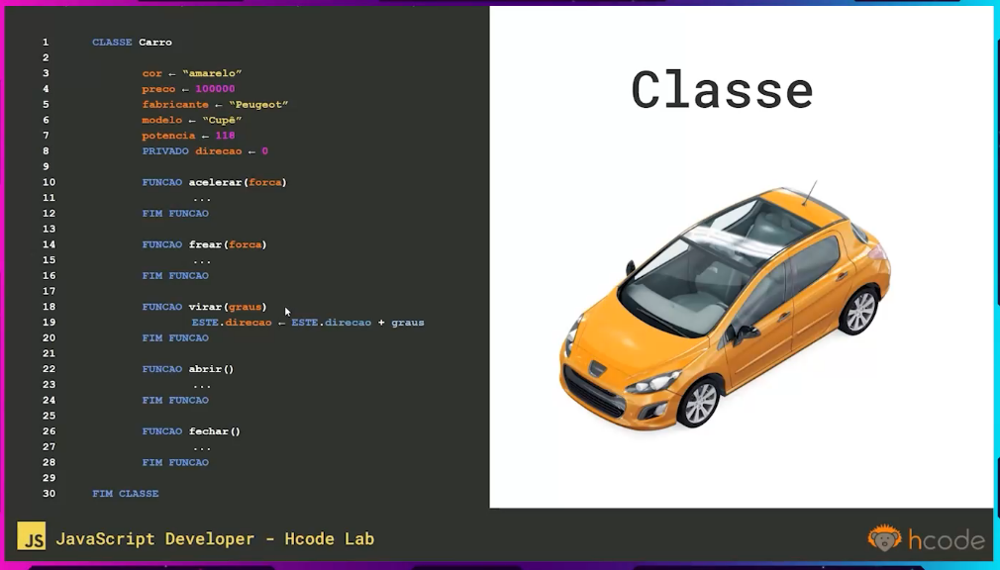 1 CLASSE Carro
2
3 cor ← “amarelo”
4 preco ← 100000
5 fabricante ← “Peugeot”
6 modelo ← “Cupê”
7 potencia ← 118
8 PRIVADO direcao ← 0
9
10 FUNCAO acelerar(forca)
11 ...
12 FIM FUNCAO
13
14 FUNCAO frear(forca)
15 ...
16 FIM FUNCAO
17
18 FUNCAO virar(graus)
19 ESTE.direcao ← ESTE.direcao + graus
20 FIM FUNCAO
21
22 FUNCAO abrir()
23 ...
24 FIM FUNCAO
25
26 FUNCAO fechar()
27 ...
28 FIM FUNCAO
29
30 FIM CLASSE
Classe
JS JavaScript Developer - Hcode Lab
hcode